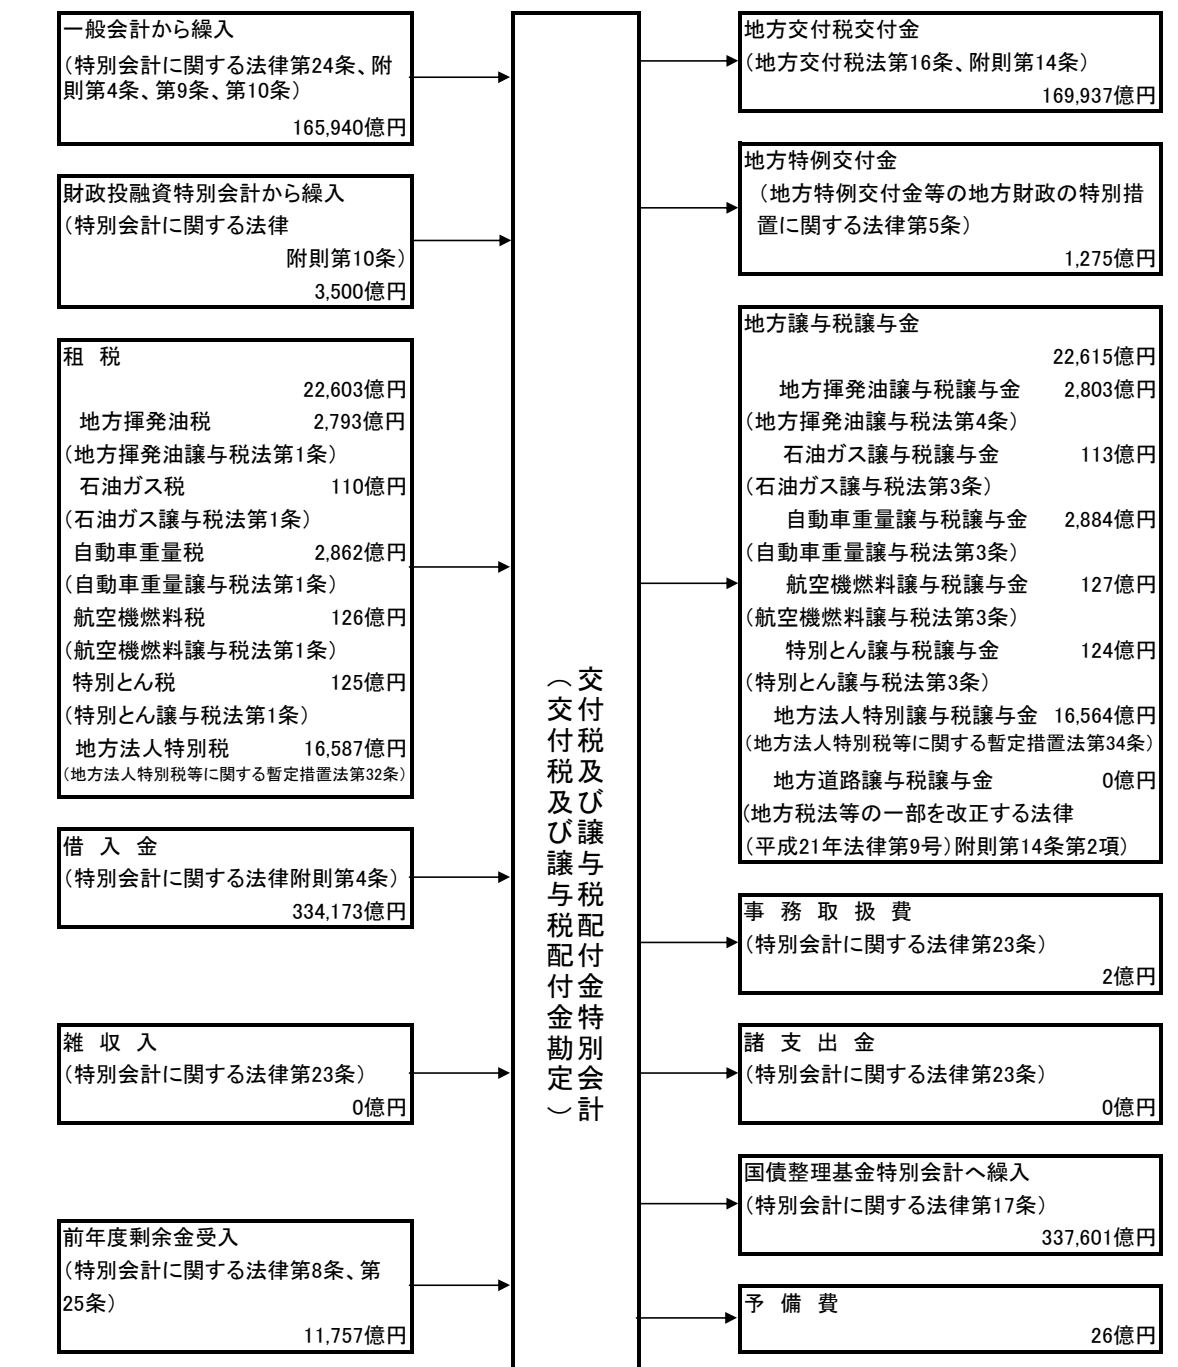 一般会計から繰入
（特別会計に関する法律第24条、附
則第4条、第9条、第10条）
165,940億円
財政投融資特別会計から繰入
（特別会計に関する法律
附則第10条）
3,500億円
租　税
22,603億円
地方揮発油税　2,793億円
（地方揮発油譲与税法第1条）
石油ガス税　110億円
（石油ガス譲与税法第1条）
自動車重量税　2,862億円
（自動車重量譲与税法第1条）
航空機燃料税　126億円
（航空機燃料譲与税法第1条）
特別とん税　125億円
（特別とん譲与税法第1条）
地方法人特別税　16,587億円
（地方法人特別税等に関する暫定措置法第32条）
借　入　金
（特別会計に関する法律附則第4条）
334,173億円
雑　収　入
（特別会計に関する法律第23条）
0億円
前年度剰余金受入
（特別会計に関する法律第8条、第
25条）
11,757億円
交付税及び譲与税配付金特別会計
（交付税及び譲与税配付金勘定）
地方交付税交付金
（地方交付税法第16条、附則第14条）
169,937億円
地方特例交付金
（地方特例交付金等の地方財政の特別措
置に関する法律第5条）
1,275億円
地方譲与税譲与金
22,615億円
地方揮発油譲与税譲与金　2,803億円
（地方揮発油譲与税法第4条）
石油ガス譲与税譲与金　113億円
（石油ガス譲与税法第3条）
自動車重量譲与税譲与金　2,884億円
（自動車重量譲与税法第3条）
航空機燃料譲与税譲与金　127億円
（航空機燃料譲与税法第3条）
特別とん譲与税譲与金　124億円
（特別とん譲与税法第3条）
地方法人特別譲与税譲与金　16,564億円
（地方法人特別税等に関する暫定措置法第34条）
地方道路譲与税譲与金　0億円
（地方税法等の一部を改正する法律
（平成21年法律第9号）附則第14条第2項）
事　務　取　扱　費
（特別会計に関する法律第23条）
2億円
諸　支　出　金
（特別会計に関する法律第23条）
0億円
国債整理基金特別会計へ繰入
（特別会計に関する法律第17条）
337,601億円
予　備　費
26億円